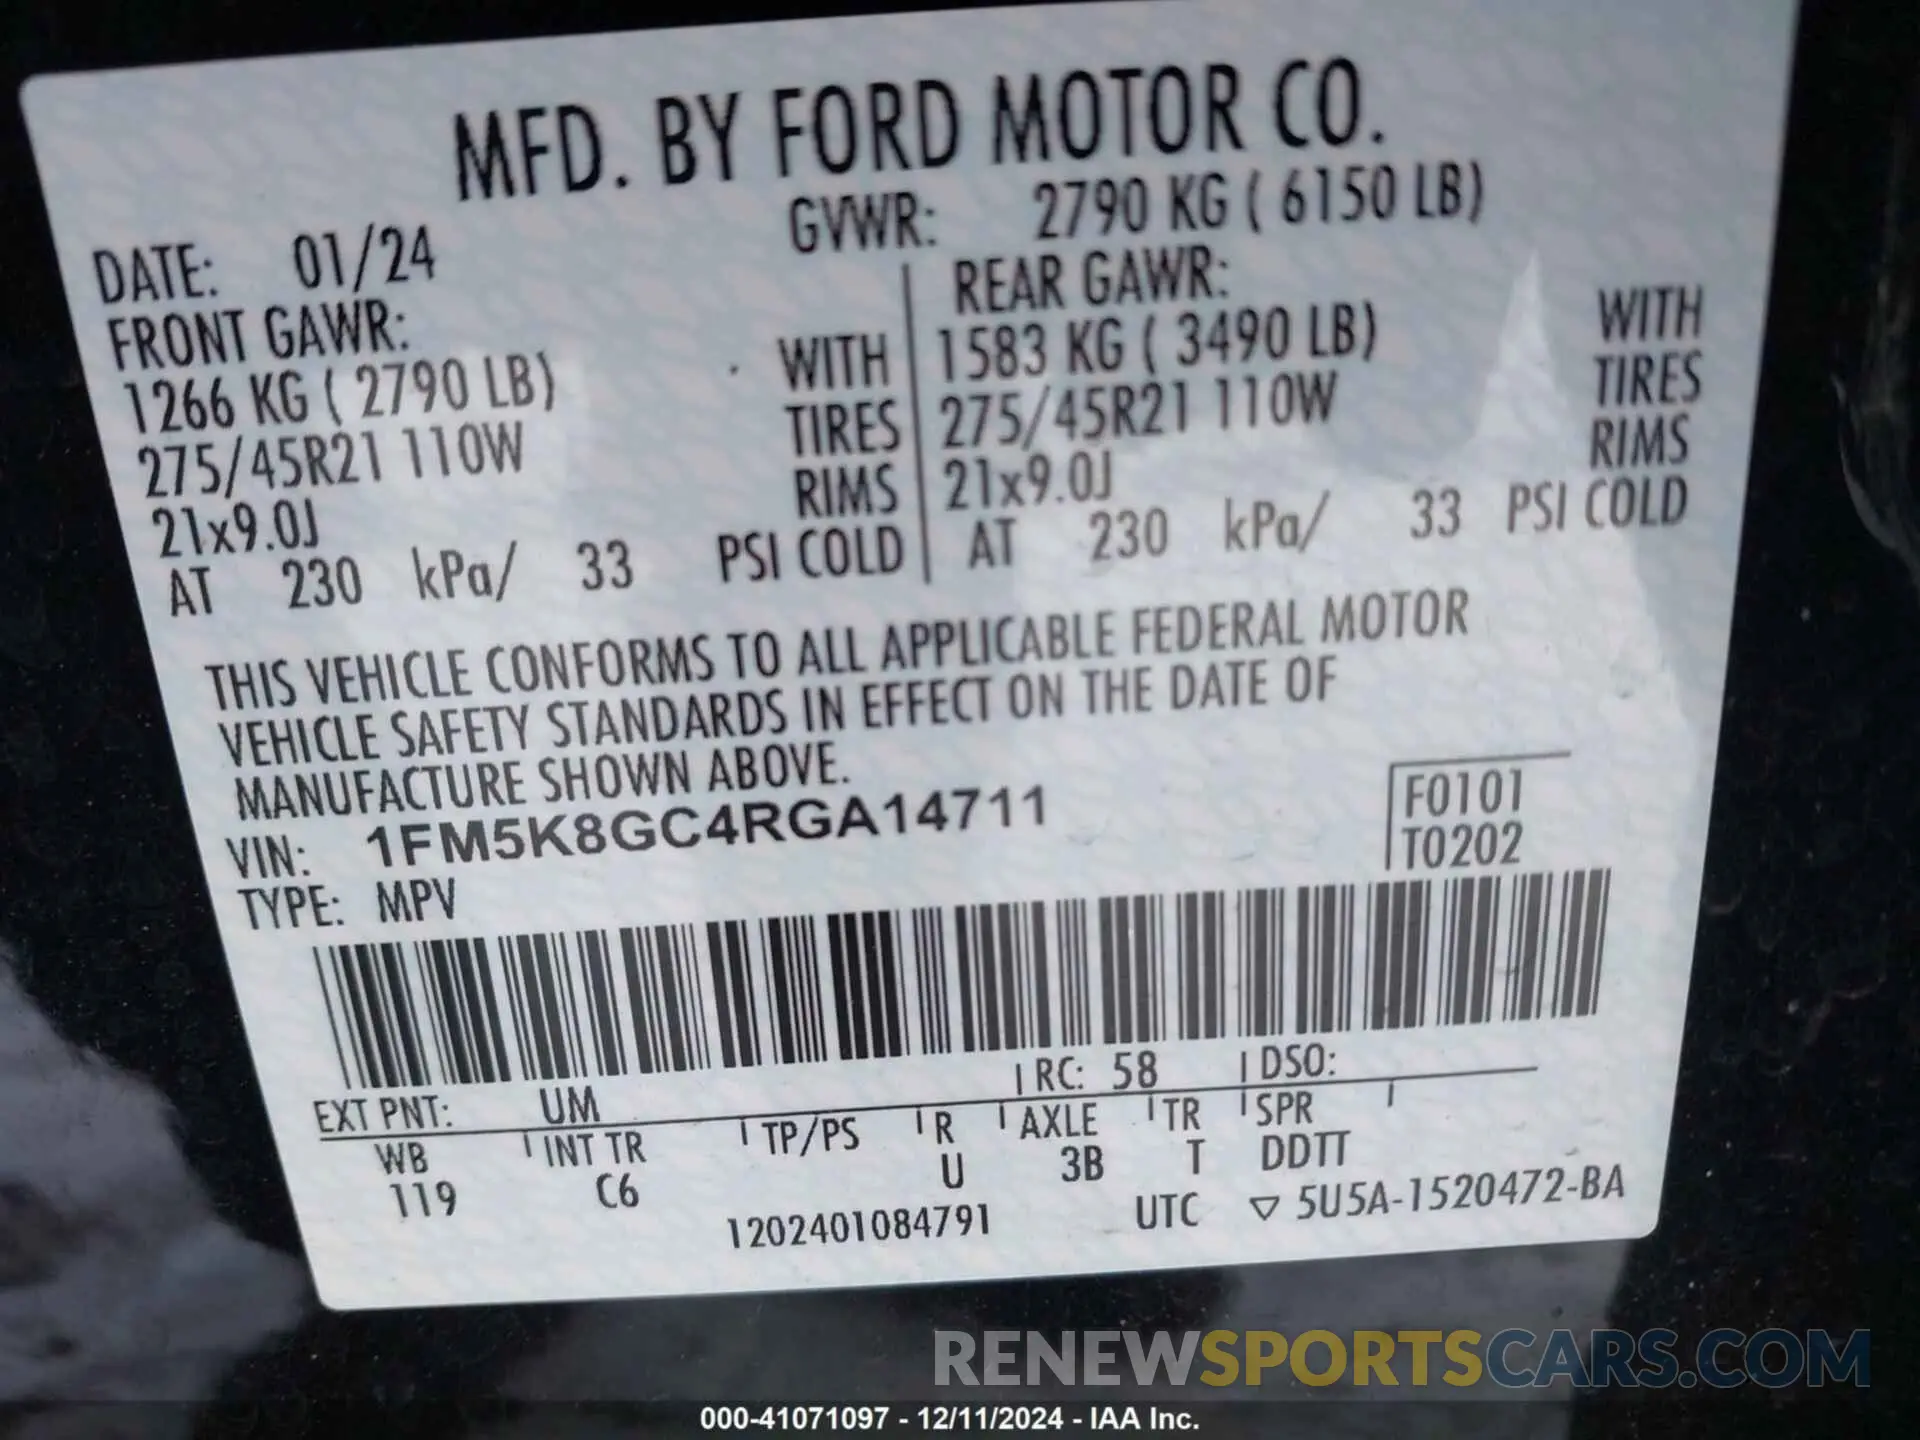 MFD. BY FORD MOTOR CO.
DATE: 01/24 GVWR: 2790 KG ( 6150 LB)
FRONT GAWR: REAR GAWR:
1266 KG ( 2790 LB) WITH 1583 KG ( 3490 LB) WITH
275/45R21 110W TIRES 275/45R21 110W TIRES
21x9.0J RIMS 21x9.0J RIMS
AT 230 kPa/ 33 PSI COLD AT 230 kPa/ 33 PSI COLD
THIS VEHICLE CONFORMS TO ALL APPLICABLE FEDERAL MOTOR
VEHICLE SAFETY STANDARDS IN EFFECT ON THE DATE OF
MANUFACTURE SHOWN ABOVE.
VIN: 1FM5K8GC4RGA14711 F0101
TYPE: MPV T0202
EXT PNT: UM RC: 58 DSO:
WB INT TR TP/PS R AXLE TR SPR
119 C6 U 3B T DDTT
1202401084791 UTC ▽ 5U5A-1520472-BA
RENEWSPORTSCARS.COM
000-41071097 - 12/11/2024 - IAA Inc.